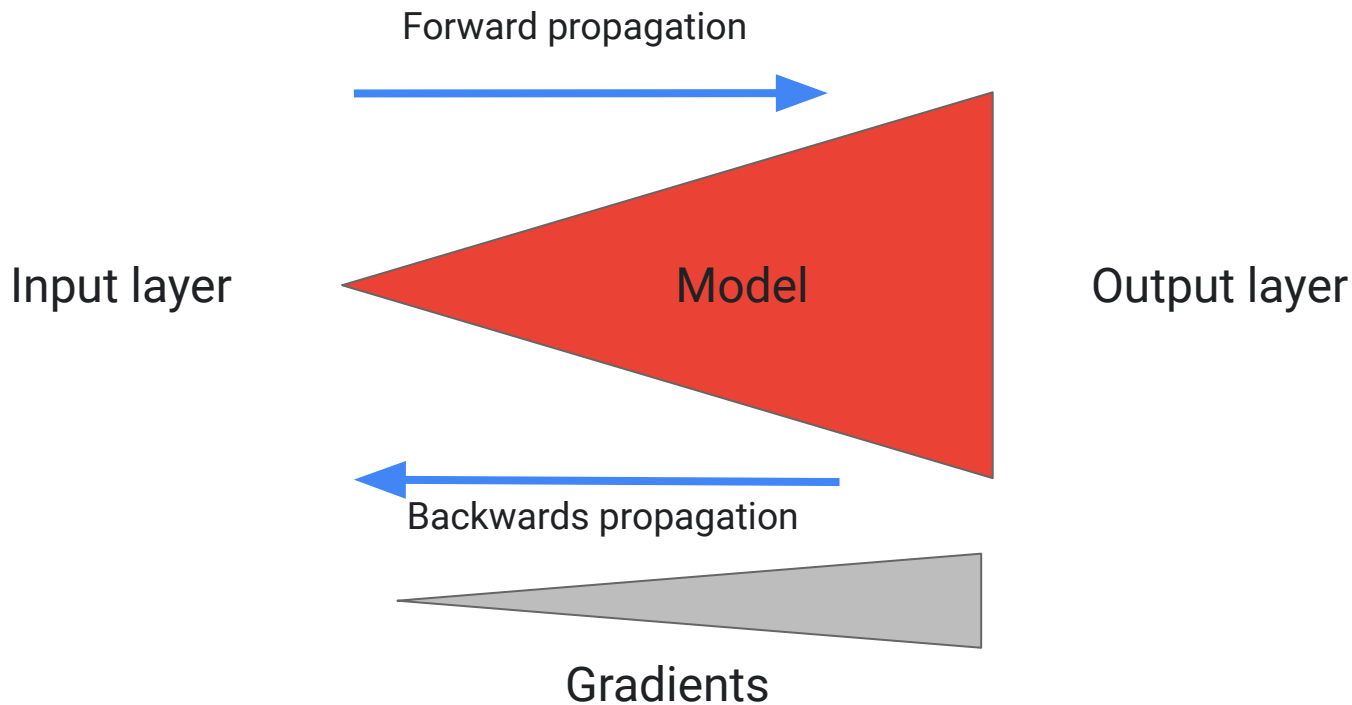 Forward propagation
Input layer
Model
Output layer
Backwards propagation
Gradients